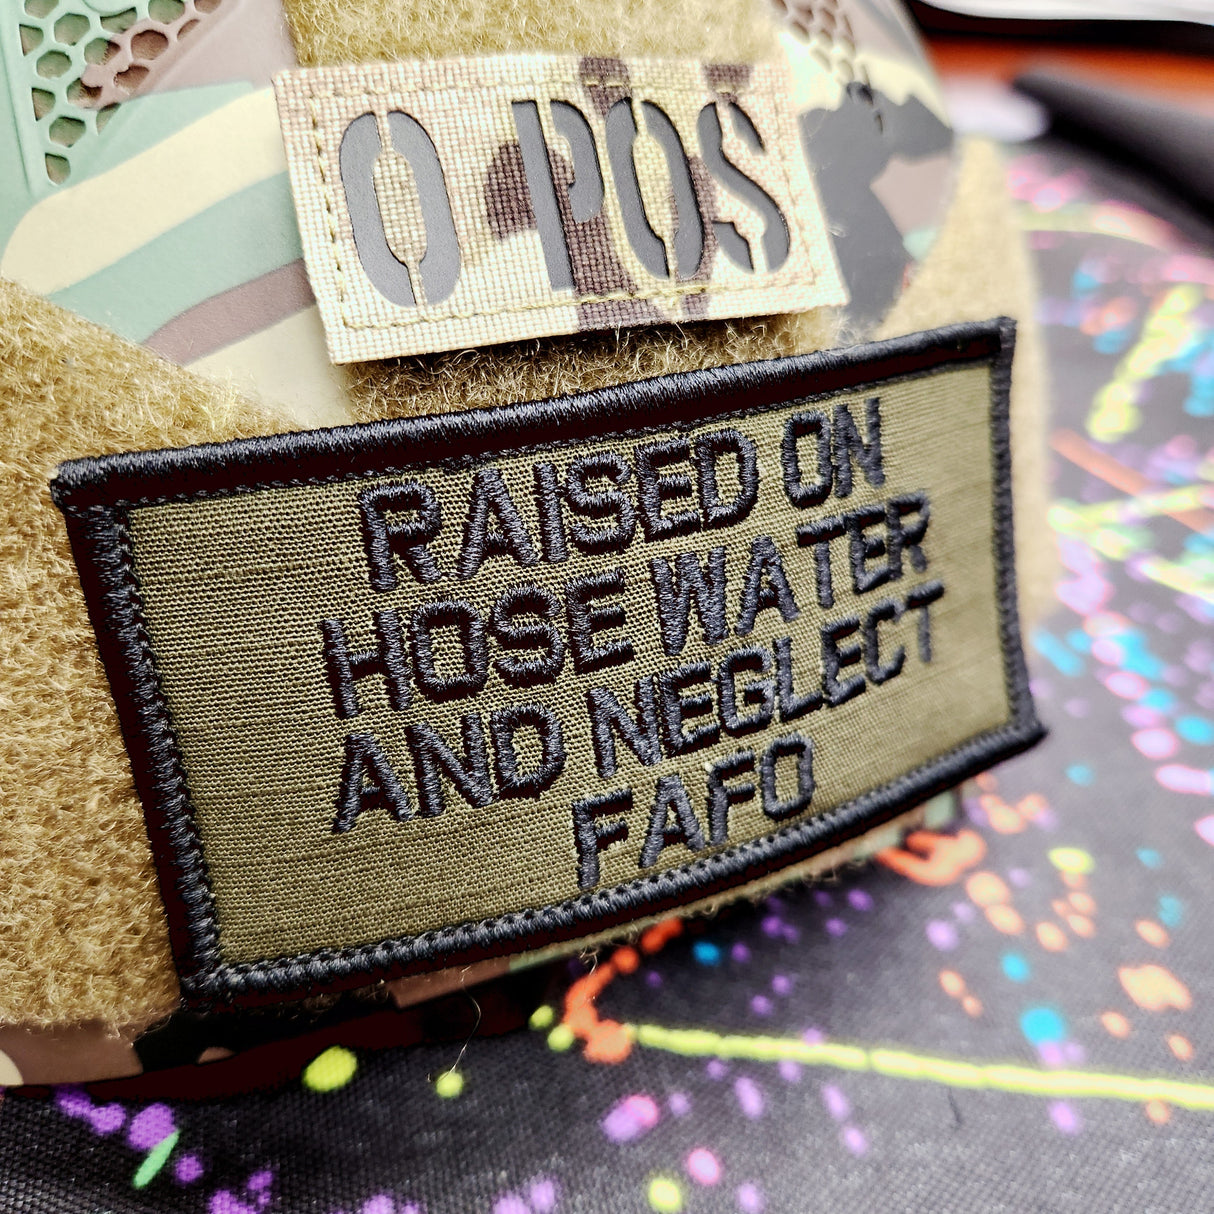 O POS
RAISED ON
HOSE WATER
AND NEGLECT
FAFO